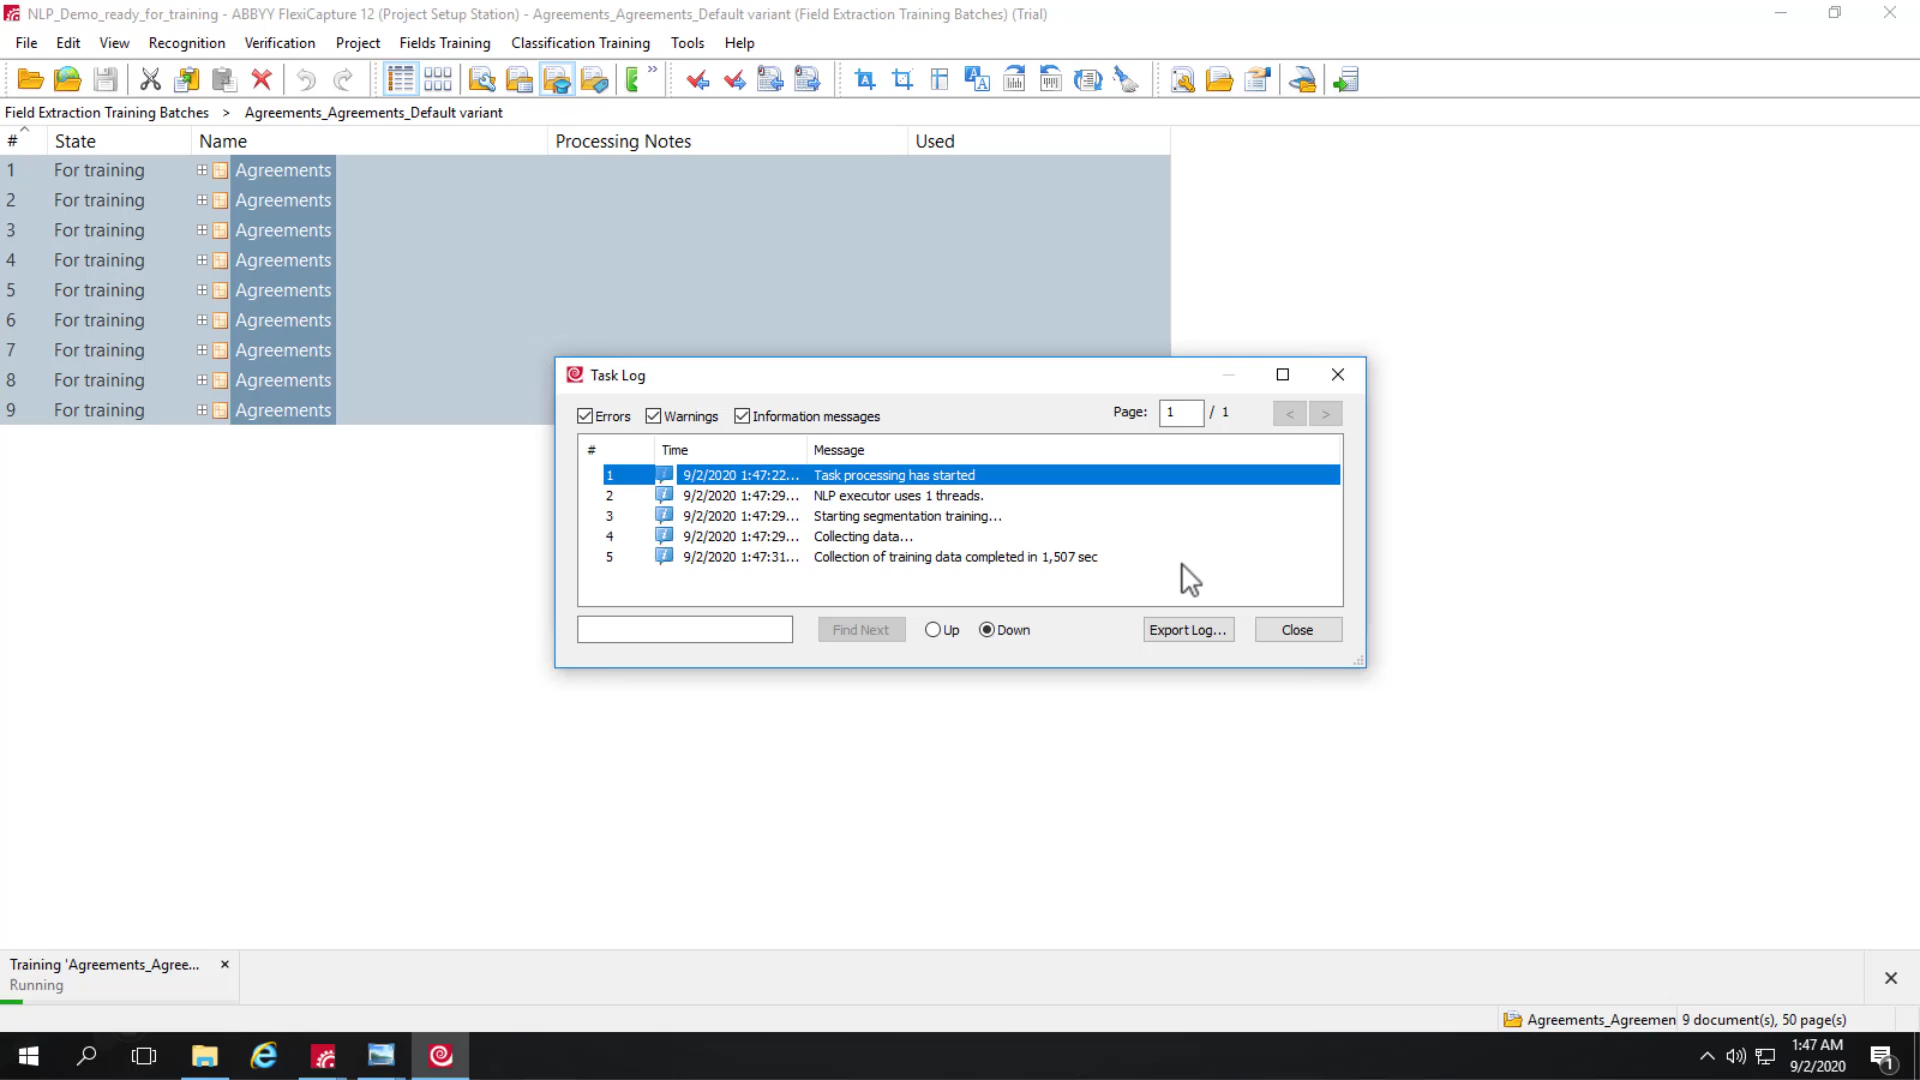 NLP_Demo_ready_for_training - ABBYY FlexiCapture 12 (Project Setup Station) - Agreements_Agreements_Default variant (Field Extraction Training Batches) (Trial)
File Edit View Recognition Verification Project Fields Training Classification Training Tools Help
Field Extraction Training Batches > Agreements_Agreements_Default variant
# State Name Processing Notes Used
1 For training Agreements
2 For training Agreements
3 For training Agreements
4 For training Agreements
5 For training Agreements
6 For training Agreements
7 For training Agreements
8 For training Agreements
9 For training Agreements
Task Log
Errors Warnings Information messages Page: 1 / 1 < >
# Time Message
1 9/2/2020 1:47:22... Task processing has started
2 9/2/2020 1:47:29... NLP executor uses 1 threads.
3 9/2/2020 1:47:29... Starting segmentation training...
4 9/2/2020 1:47:29... Collecting data...
5 9/2/2020 1:47:31... Collection of training data completed in 1,507 sec
Find Next Up Down Export Log... Close
Training 'Agreements_Agree...
Running
Agreements_Agreemen 9 document(s), 50 page(s)
1:47 AM
9/2/2020
1